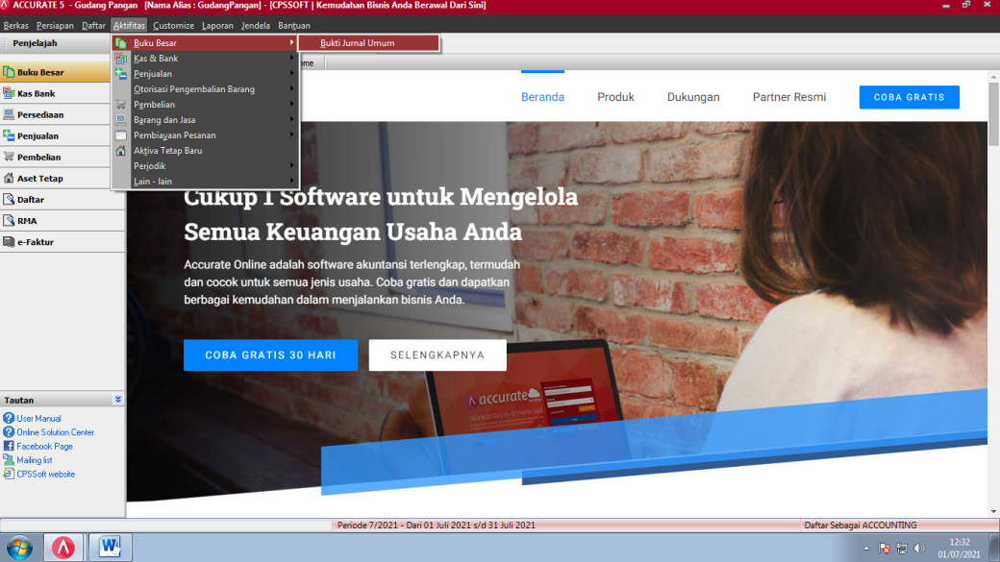 ACCURATE 5 - Gudang Pangan [Nama Alias : GudangPangan] - [CPSSOFT | Kemudahan Bisnis Anda Berawal Dari Sini]
Berkas Persiapan Daftar Aktifitas Customize Laporan Jendela Bantuan
Penjelajah
Buku Besar
Kas Bank
Persediaan
Penjualan
Pembelian
Aset Tetap
Daftar
RMA
e-Faktur
Buku Besar
Kas & Bank
Penjualan
Otorisasi Pengembalian Barang
Pembelian
Barang dan Jasa
Pembiayaan Pesanan
Aktiva Tetap Baru
Perjodik
Lain - lain
Bukti Jurnal Umum
ome
Beranda Produk Dukungan Partner Resmi COBA GRATIS
Cukup 1 Software untuk Mengelola
Semua Keuangan Usaha Anda
Accurate Online adalah software akuntansi terlengkap, termudah
dan cocok untuk semua jenis usaha. Coba gratis dan dapatkan
berbagai kemudahan dalam menjalankan bisnis Anda.
COBA GRATIS 30 HARI SELENGKAPNYA
accurate
Tautan
User Manual
Online Solution Center
Facebook Page
Mailing list
CPSSoft website
Periode 7/2021 - Dari 01 Juli 2021 s/d 31 Juli 2021 Daftar Sebagai ACCOUNTING
12:32
01/07/2021